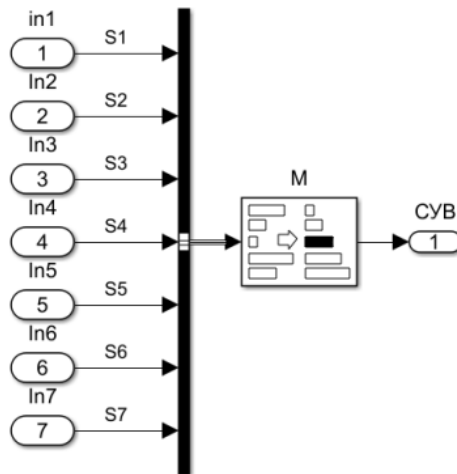 in1
1
S1
In2
2
S2
In3
3
S3
In4
4
S4
In5
5
S5
In6
6
S6
In7
7
S7
M
СУВ
1